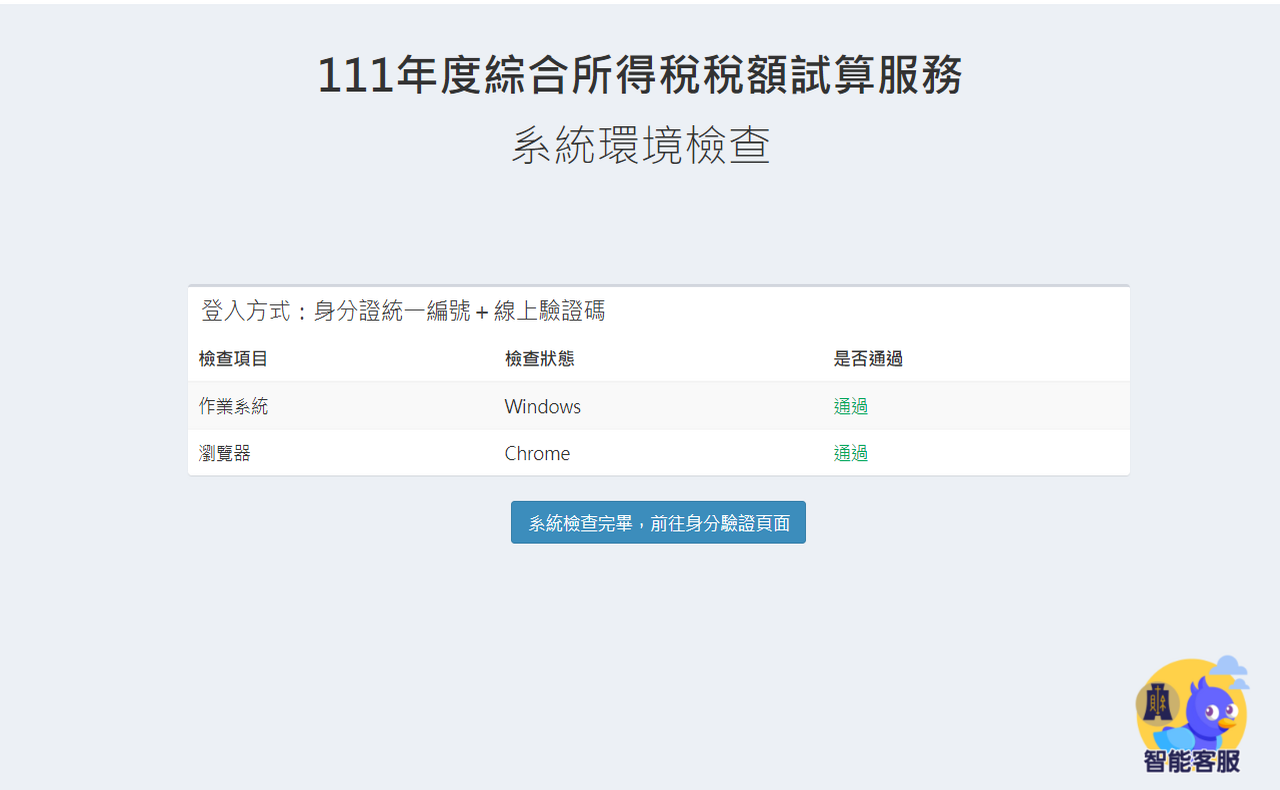 111年度綜合所得稅稅額試算服務
系統環境檢查
登入方式：身分證統一編號 + 線上驗證碼
檢查項目 檢查狀態 是否通過
作業系統 Windows 通過
瀏覽器 Chrome 通過
系統檢查完畢，前往身分驗證頁面
財
智能客服